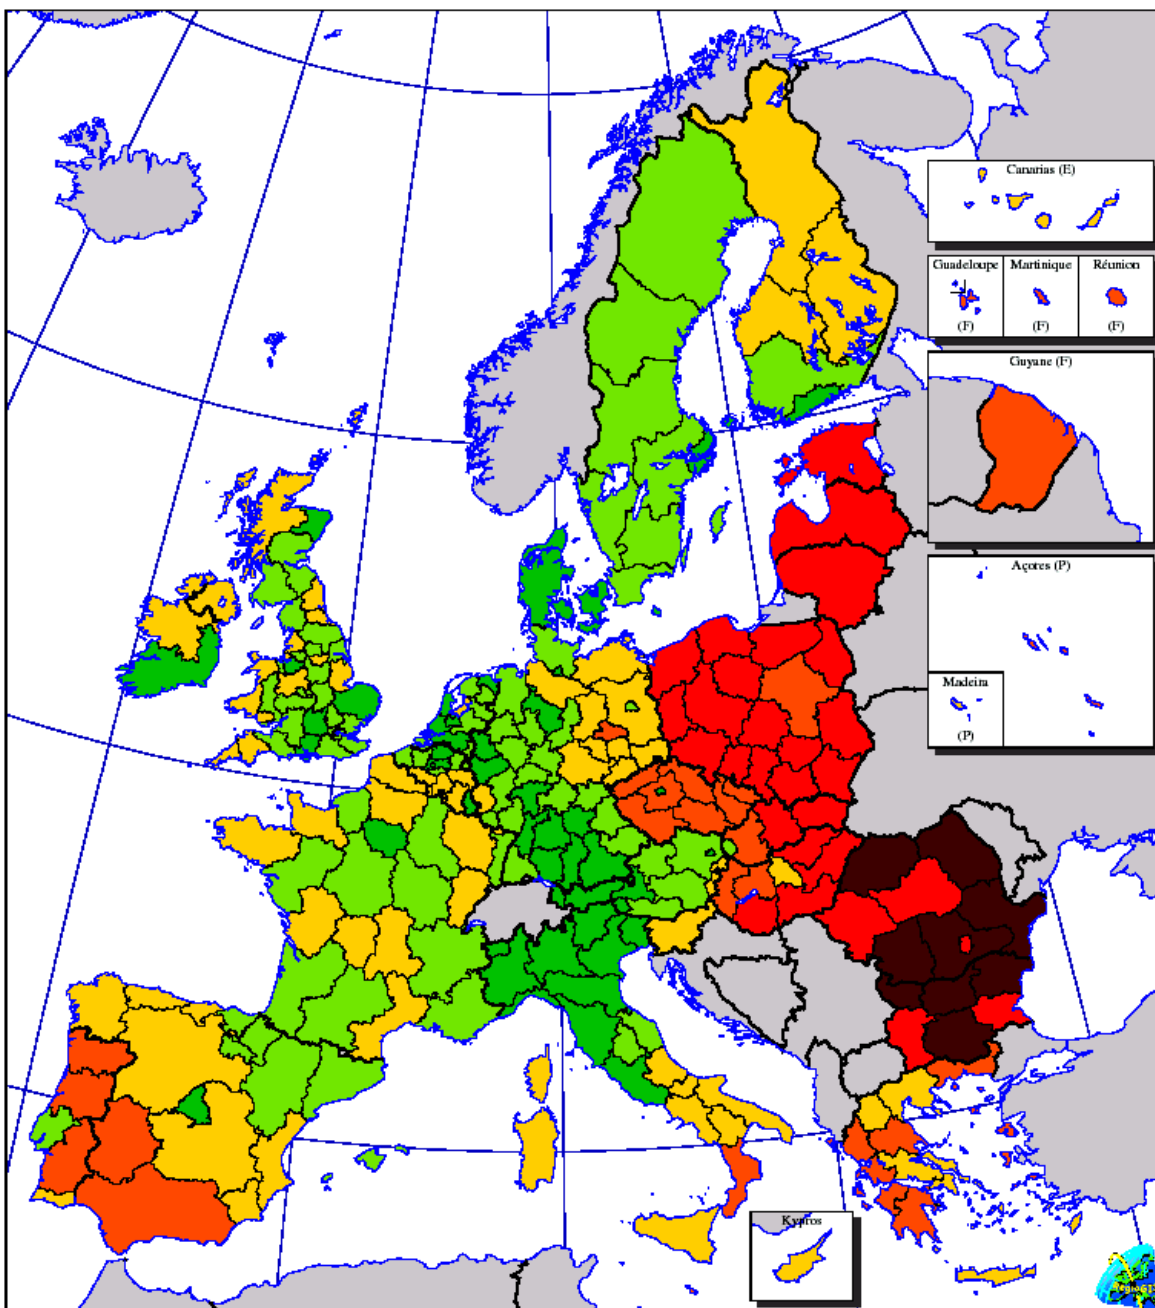 Canarias (E)
Guadeloupe Martinique Réunion
(F) (F) (F)
Guyane (F)
Açores (P)
Madeira
(P)
Kypros